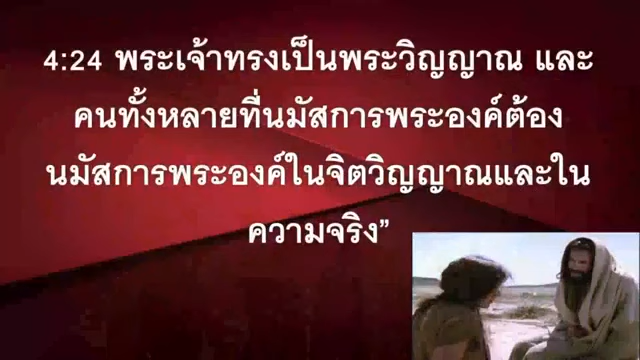 4:24 พระเจ้าทรงเป็นพระวิญญาณ และ
คนทั้งหลายที่นมัสการพระองค์ต้อง
นมัสการพระองค์ในจิตวิญญาณและใน
ความจริง”